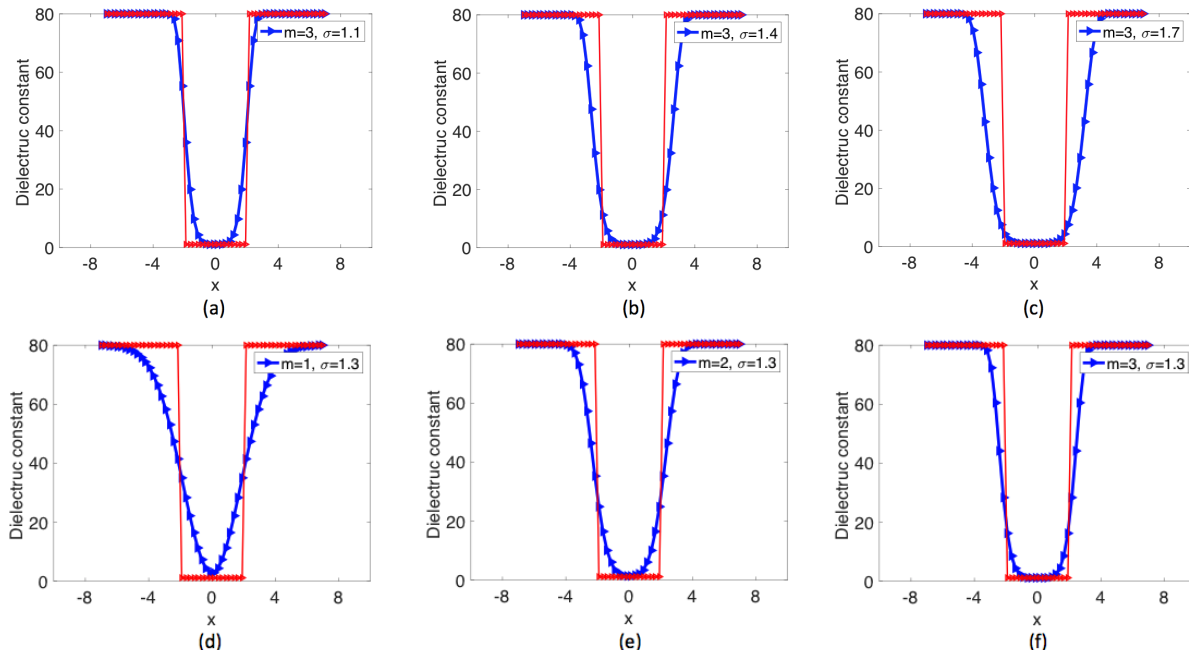 80
60
40
20
0
Dielectruc constant
m=3, σ=1.1
-8 -4 0 4 8
x
(a)
80
60
40
20
0
Dielectruc constant
m=3, σ=1.4
-8 -4 0 4 8
x
(b)
80
60
40
20
0
Dielectruc constant
m=3, σ=1.7
-8 -4 0 4 8
x
(c)
80
60
40
20
0
Dielectruc constant
m=1, σ=1.3
-8 -4 0 4 8
x
(d)
80
60
40
20
0
Dielectruc constant
m=2, σ=1.3
-8 -4 0 4 8
x
(e)
80
60
40
20
0
Dielectruc constant
m=3, σ=1.3
-8 -4 0 4 8
x
(f)